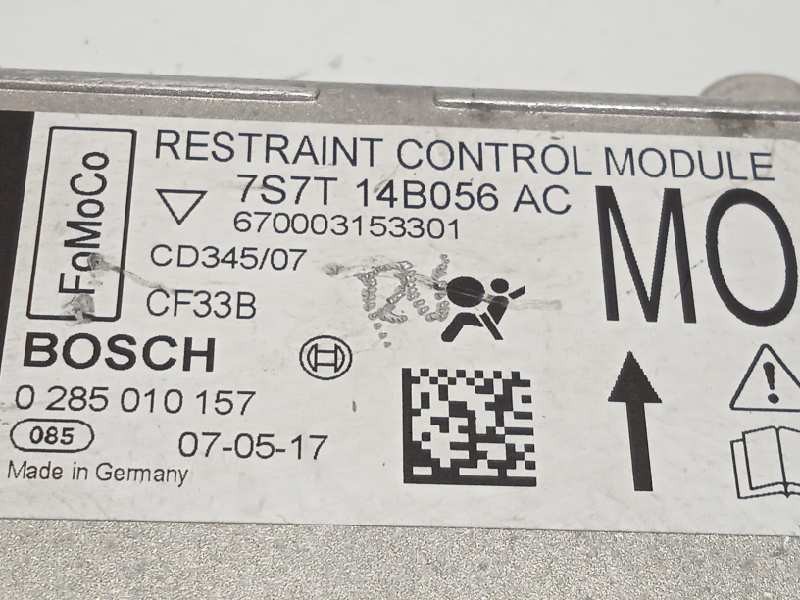 FoMoCo
RESTRAINT CONTROL MODULE
7S7T 14B056 AC
670003153301
CD345/07
CF33B
MO
BOSCH
0 285 010 157
085
07-05-17
Made in Germany